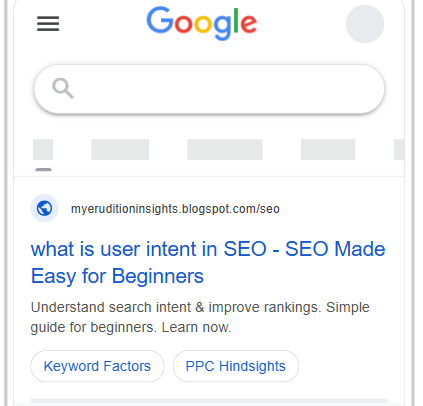 Google
myeruditioninsights.blogspot.com/seo
what is user intent in SEO - SEO Made
Easy for Beginners
Understand search intent & improve rankings. Simple
guide for beginners. Learn now.
Keyword Factors PPC Hindsights